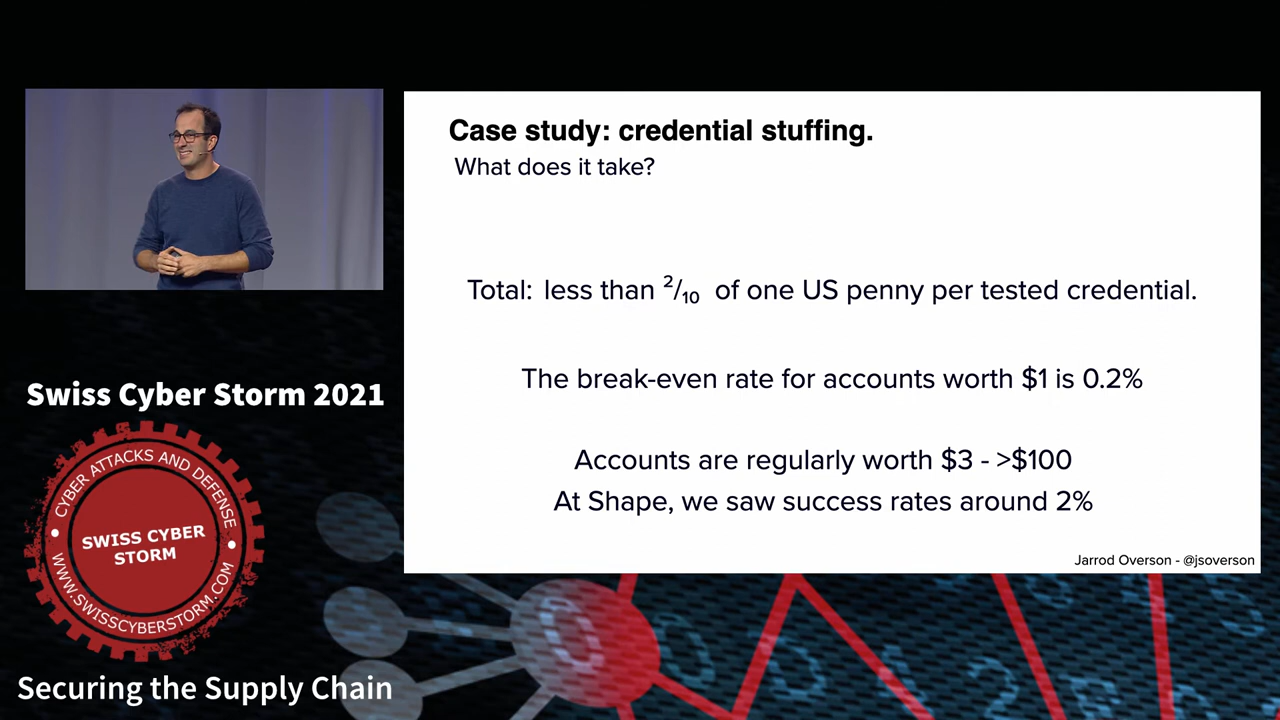 Case study: credential stuffing.
What does it take?
Total: less than 2/10 of one US penny per tested credential.
The break-even rate for accounts worth $1 is 0.2%
Accounts are regularly worth $3 - >$100
At Shape, we saw success rates around 2%
Jarrod Overson - @jsoverson
Swiss Cyber Storm 2021
CYBER ATTACKS AND DEFENSE
SWISS CYBER
STORM
WWW.SWISSCYBERSTORM.COM
Securing the Supply Chain